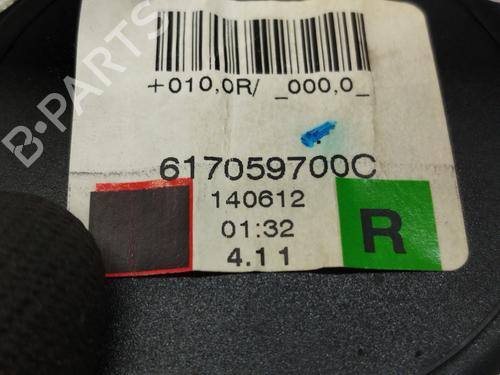 B-PARTS
+010,0R/ _000,0_
617059700C
140612
01:32
4.11
R